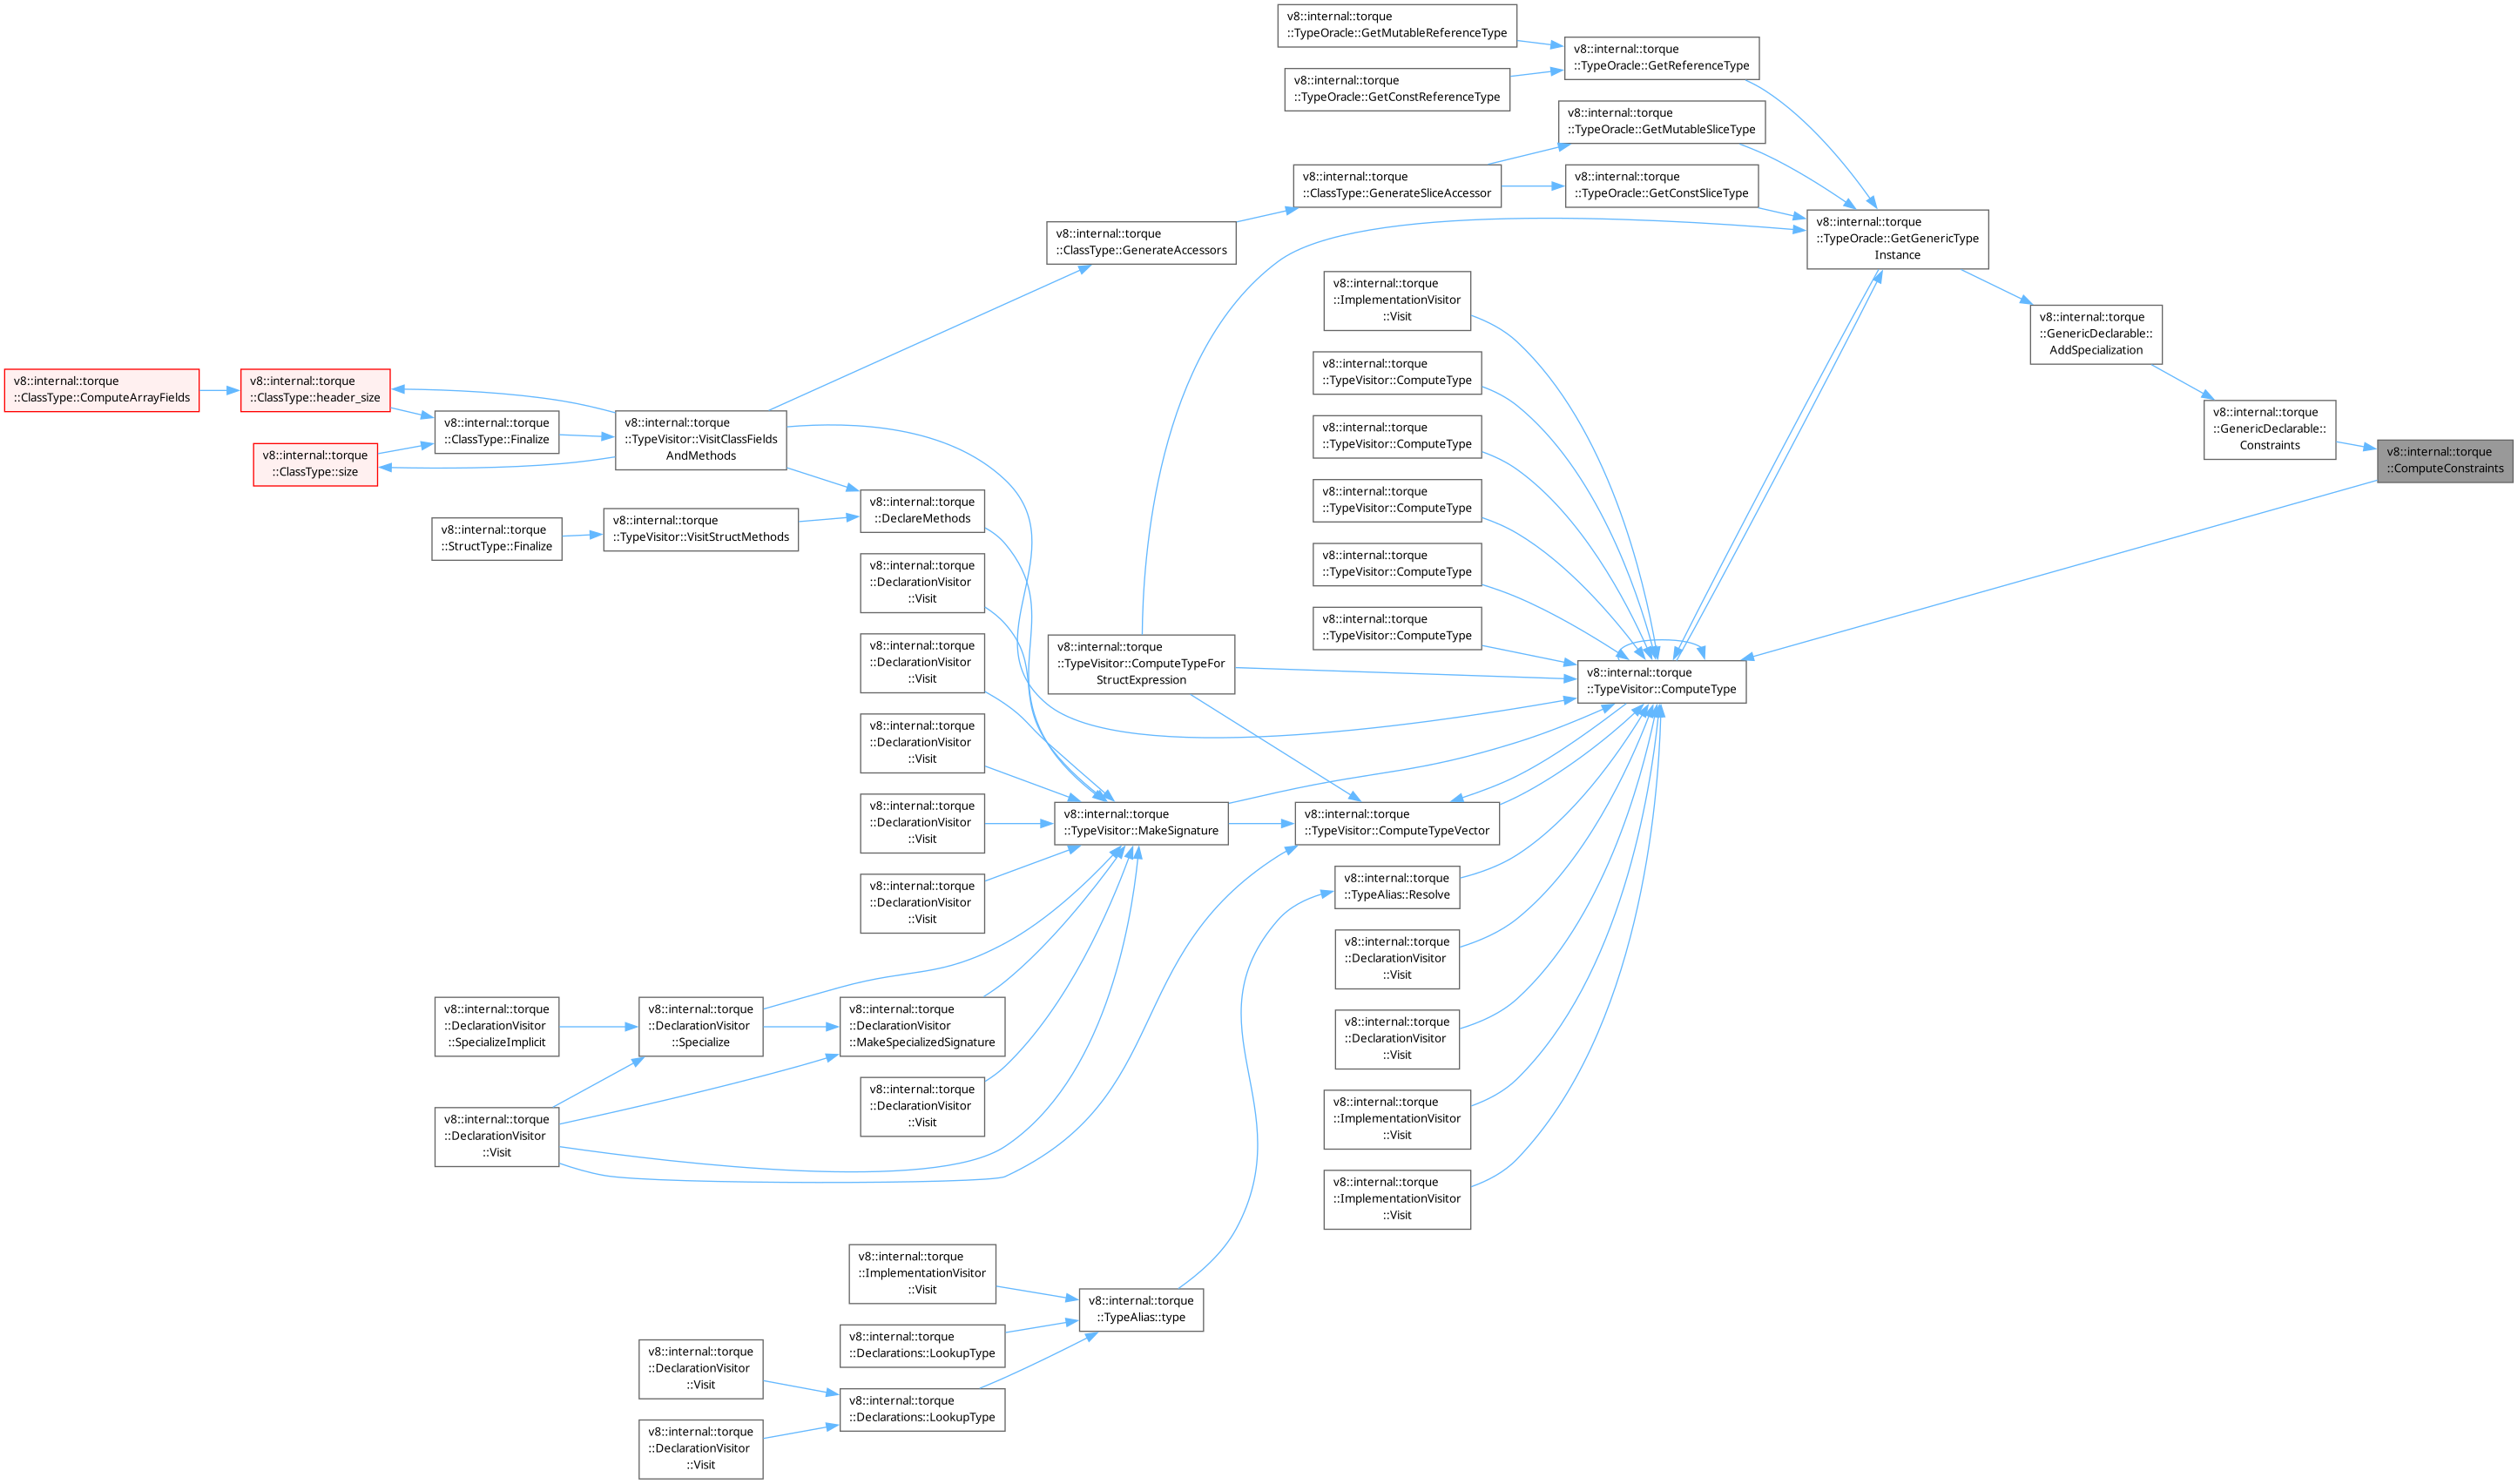 v8::internal::torque
::TypeOracle::GetMutableReferenceType
v8::internal::torque
::TypeOracle::GetReferenceType
v8::internal::torque
::TypeOracle::GetConstReferenceType
v8::internal::torque
::TypeOracle::GetMutableSliceType
v8::internal::torque
::ClassType::GenerateSliceAccessor
v8::internal::torque
::TypeOracle::GetConstSliceType
v8::internal::torque
::ClassType::GenerateAccessors
v8::internal::torque
::TypeOracle::GetGenericType
Instance
v8::internal::torque
::ImplementationVisitor
::Visit
v8::internal::torque
::GenericDeclarable::
AddSpecialization
v8::internal::torque
::TypeVisitor::ComputeType
v8::internal::torque
::ClassType::ComputeArrayFields
v8::internal::torque
::ClassType::header_size
v8::internal::torque
::ClassType::Finalize
v8::internal::torque
::TypeVisitor::VisitClassFields
AndMethods
v8::internal::torque
::TypeVisitor::ComputeType
v8::internal::torque
::GenericDeclarable::
Constraints
v8::internal::torque
::ComputeConstraints
v8::internal::torque
::ClassType::size
v8::internal::torque
::TypeVisitor::ComputeType
v8::internal::torque
::DeclareMethods
v8::internal::torque
::StructType::Finalize
v8::internal::torque
::TypeVisitor::VisitStructMethods
v8::internal::torque
::TypeVisitor::ComputeType
v8::internal::torque
::DeclarationVisitor
::Visit
v8::internal::torque
::TypeVisitor::ComputeType
v8::internal::torque
::DeclarationVisitor
::Visit
v8::internal::torque
::TypeVisitor::ComputeTypeFor
StructExpression
v8::internal::torque
::TypeVisitor::ComputeType
v8::internal::torque
::DeclarationVisitor
::Visit
v8::internal::torque
::DeclarationVisitor
::Visit
v8::internal::torque
::TypeVisitor::MakeSignature
v8::internal::torque
::TypeVisitor::ComputeTypeVector
v8::internal::torque
::DeclarationVisitor
::Visit
v8::internal::torque
::TypeAlias::Resolve
v8::internal::torque
::DeclarationVisitor
::Visit
v8::internal::torque
::DeclarationVisitor
::SpecializeImplicit
v8::internal::torque
::DeclarationVisitor
::Specialize
v8::internal::torque
::DeclarationVisitor
::MakeSpecializedSignature
v8::internal::torque
::DeclarationVisitor
::Visit
v8::internal::torque
::DeclarationVisitor
::Visit
v8::internal::torque
::DeclarationVisitor
::Visit
v8::internal::torque
::ImplementationVisitor
::Visit
v8::internal::torque
::ImplementationVisitor
::Visit
v8::internal::torque
::ImplementationVisitor
::Visit
v8::internal::torque
::TypeAlias::type
v8::internal::torque
::Declarations::LookupType
v8::internal::torque
::DeclarationVisitor
::Visit
v8::internal::torque
::Declarations::LookupType
v8::internal::torque
::DeclarationVisitor
::Visit